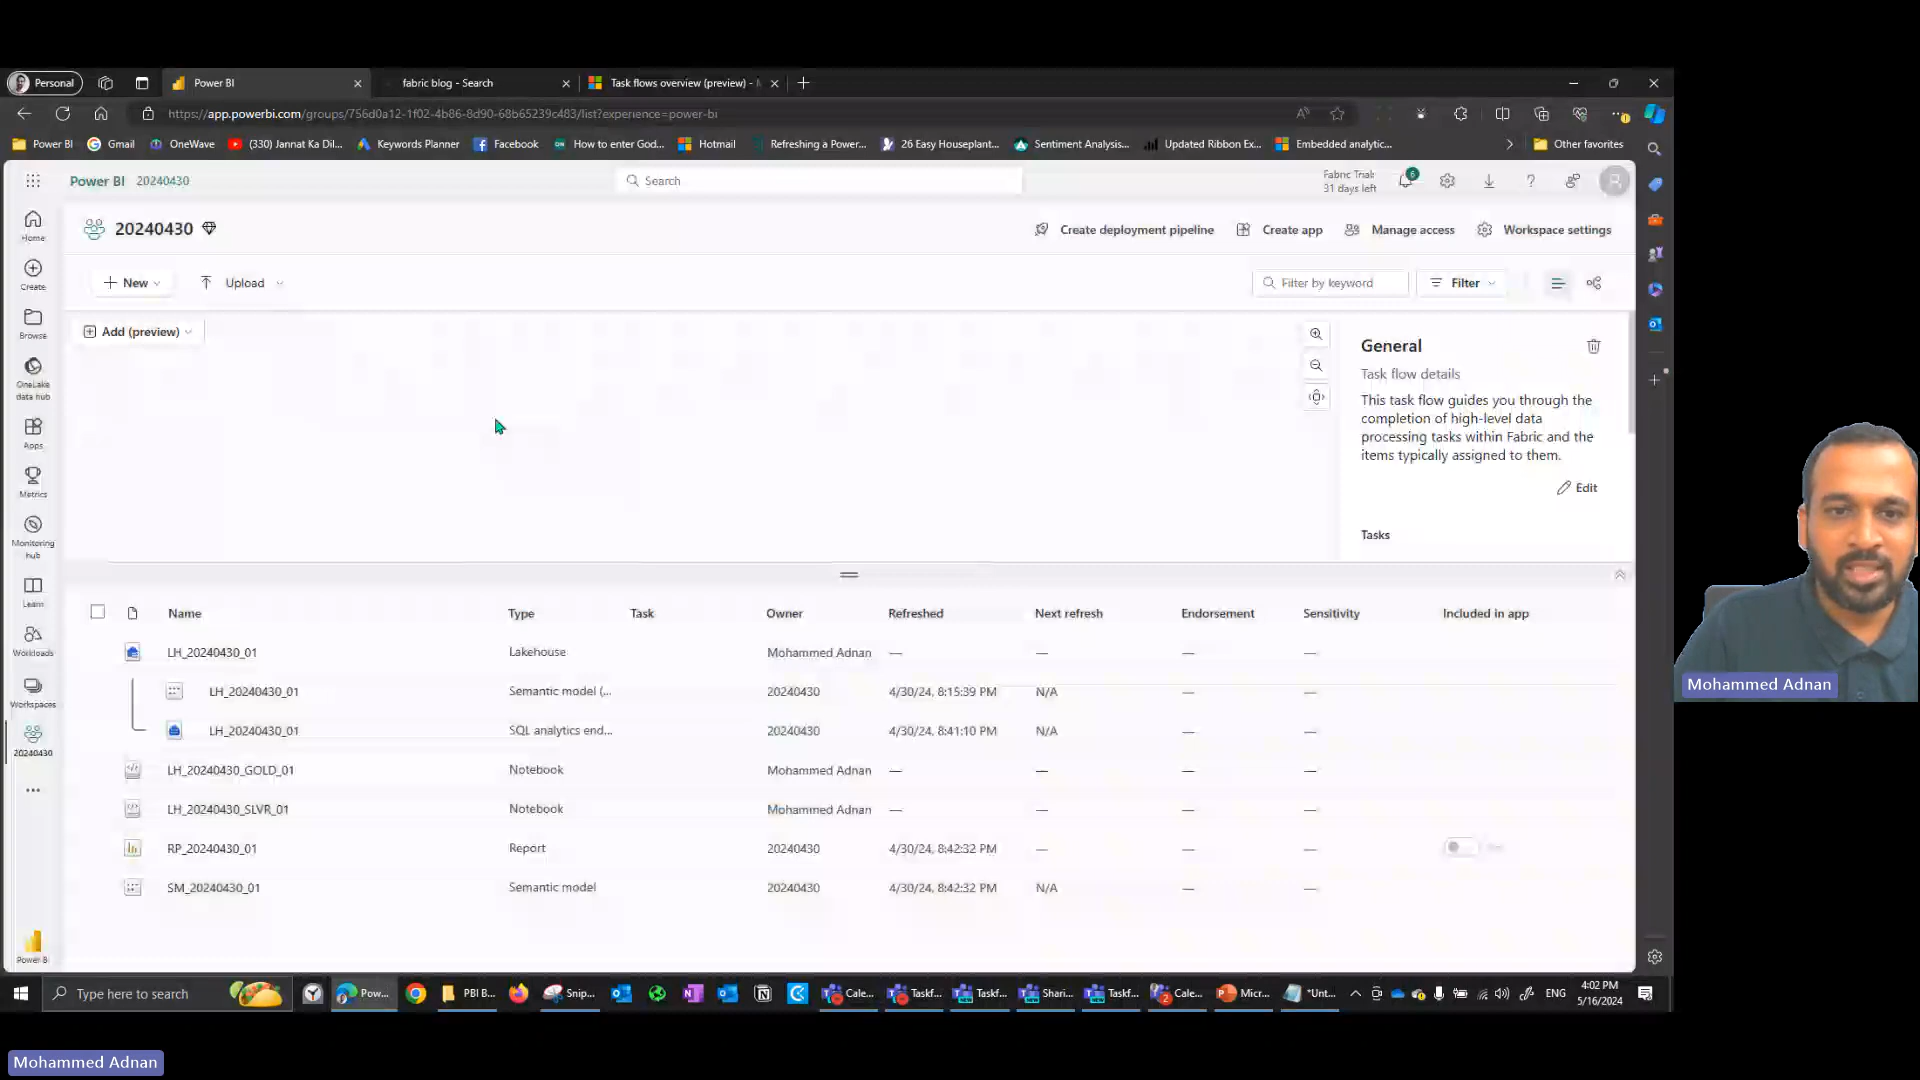 Personal
Power BI
fabric blog - Search
Task flows overview (preview) -
https://app.powerbi.com/groups/756d0a12-1f02-4b86-8d90-68b65239c483/list?experience=power-bi
Power BI
Gmail
OneWave
(330) Jannat Ka Dil...
Keywords Planner
Facebook
How to enter God...
Hotmail
Refreshing a Power...
26 Easy Houseplant...
Sentiment Analysis...
Updated Ribbon Ex...
Embedded analytic...
Other favorites
Power BI 20240430
Search
Fabric Trial:
31 days left
6
20240430
Create deployment pipeline
Create app
Manage access
Workspace settings
New
Upload
Filter by keyword
Filter
Add (preview)
Home
Create
Browse
OneLake
data hub
Apps
Metrics
Monitoring
hub
Learn
Workloads
Workspaces
20240430
Power BI
General
Task flow details
This task flow guides you through the
completion of high-level data
processing tasks within Fabric and the
items typically assigned to them.
Edit
Tasks
Name Type Task Owner Refreshed Next refresh Endorsement Sensitivity Included in app
LH_20240430_01 Lakehouse Mohammed Adnan — — — —
LH_20240430_01 Semantic model (... 20240430 4/30/24, 8:15:39 PM N/A — —
LH_20240430_01 SQL analytics end... 20240430 4/30/24, 8:41:10 PM N/A — —
LH_20240430_GOLD_01 Notebook Mohammed Adnan — — — —
LH_20240430_SLVR_01 Notebook Mohammed Adnan — — — —
RP_20240430_01 Report 20240430 4/30/24, 8:42:32 PM — — —
SM_20240430_01 Semantic model 20240430 4/30/24, 8:42:32 PM N/A — —
Mohammed Adnan
Type here to search
Pow...
PBI B...
Snip...
Cale...
Taskf...
Taskf...
Shari...
Taskf...
Cale...
Micr...
*Unt...
ENG
4:02 PM
5/16/2024
Mohammed Adnan